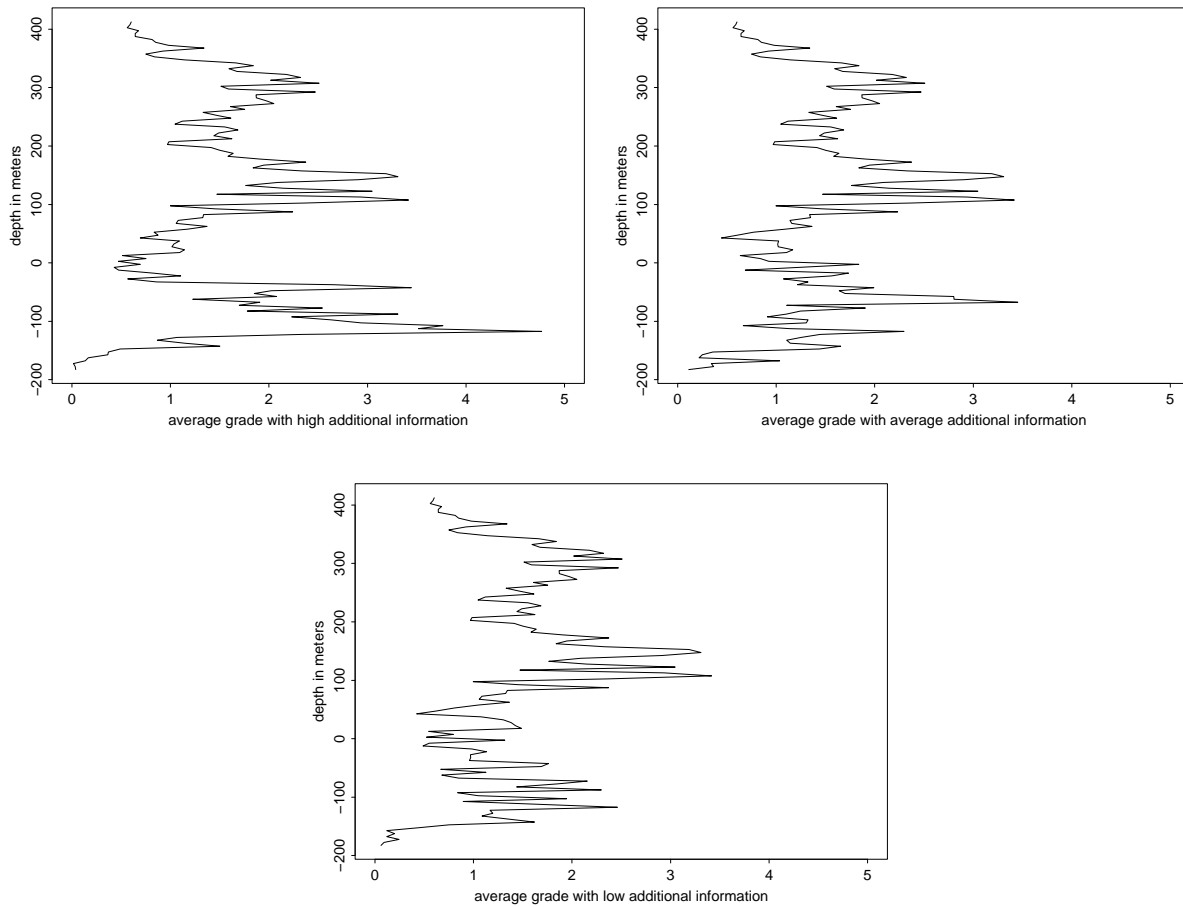 depth in meters
400
300
200
100
0
−100
−200
0 1 2 3 4 5
average grade with high additional information
depth in meters
400
300
200
100
0
−100
−200
0 1 2 3 4 5
average grade with average additional information
depth in meters
400
300
200
100
0
−100
−200
0 1 2 3 4 5
average grade with low additional information